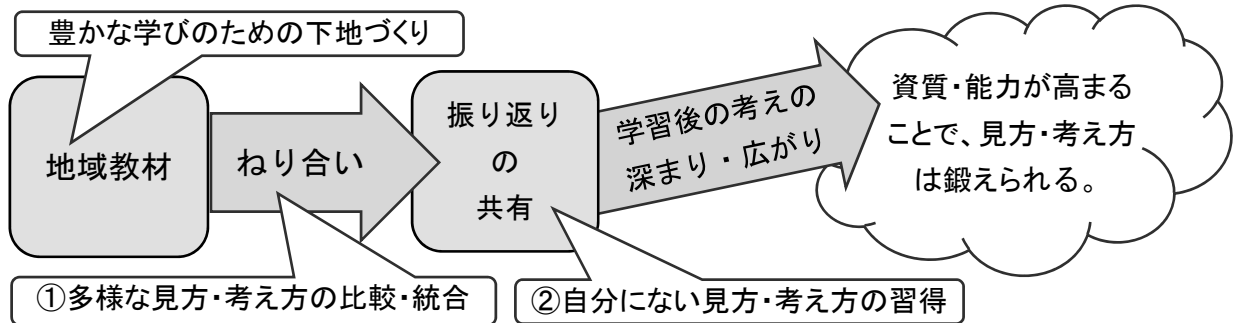 豊かな学びのための下地づくり
地域教材
ねり合い
振り返り
の
共有
学習後の考えの
深まり・広がり
資質・能力が高まる
ことで、見方・考え方
は鍛えられる。
①多様な見方・考え方の比較・統合
②自分にない見方・考え方の習得